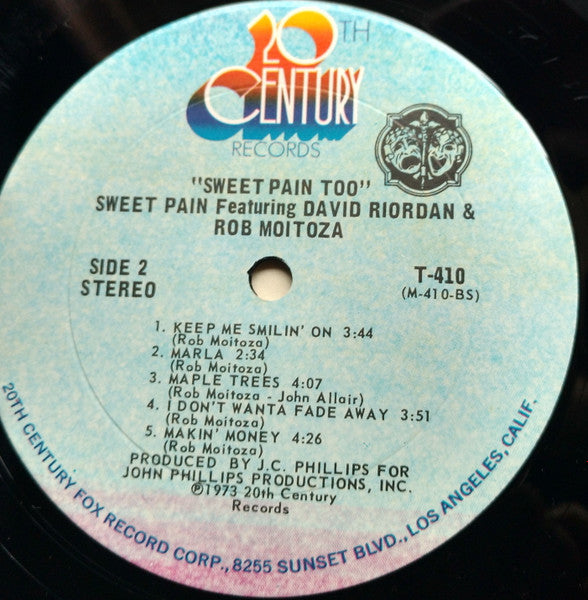 20TH
CENTURY
RECORDS
"SWEET PAIN TOO"
SWEET PAIN Featuring DAVID RIORDAN &
ROB MOITOZA
SIDE 2
STEREO
T-410
(M-410-BS)
1. KEEP ME SMILIN' ON 3:44
(Rob Moitoza)
2. MARLA 2:34
(Rob Moitoza)
3. MAPLE TREES 4:07
(Rob Moitoza - John Allair)
4. I DON'T WANTA FADE AWAY 3:51
(Rob Moitoza)
5. MAKIN' MONEY 4:26
(Rob Moitoza)
PRODUCED BY J.C. PHILLIPS FOR
JOHN PHILLIPS PRODUCTIONS, INC.
℗1973 20th Century
Records
20TH CENTURY FOX RECORD CORP., 8255 SUNSET BLVD., LOS ANGELES, CALIF.